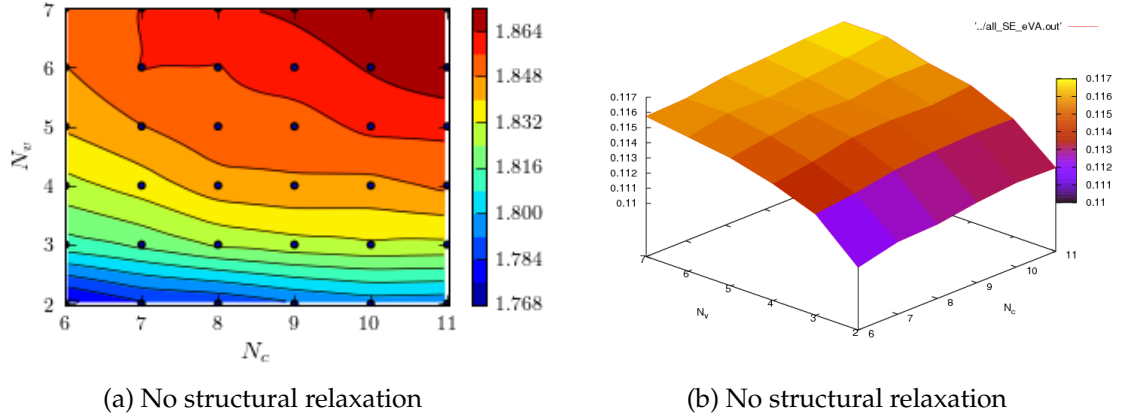 7
6
5
4
3
2
N_v
6 7 8 9 10 11
N_c
1.864
1.848
1.832
1.816
1.800
1.784
1.768
(a) No structural relaxation
'../all_SE_eVA.out'
0.117
0.116
0.115
0.114
0.113
0.112
0.111
7 6 5 4 3 2
N_v
6 7 8 9 10 11
N_c
0.117
0.116
0.115
0.114
0.113
0.112
0.111
0.11
(b) No structural relaxation